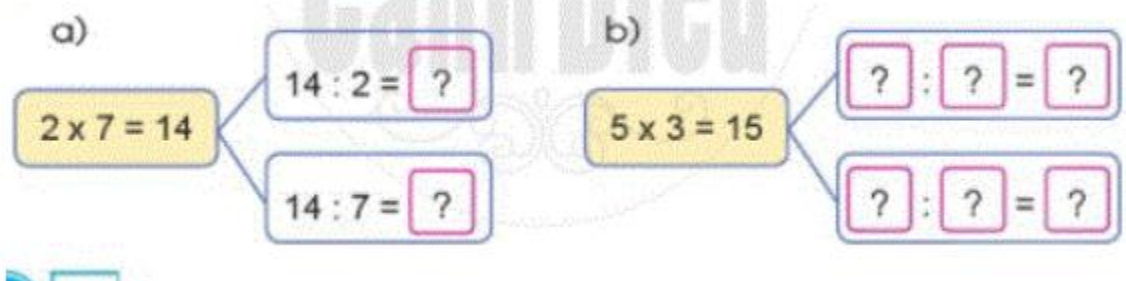 a)
14 : 2 = ?
2 x 7 = 14
14 : 7 = ?
b)
? : ? = ?
5 x 3 = 15
? : ? = ?